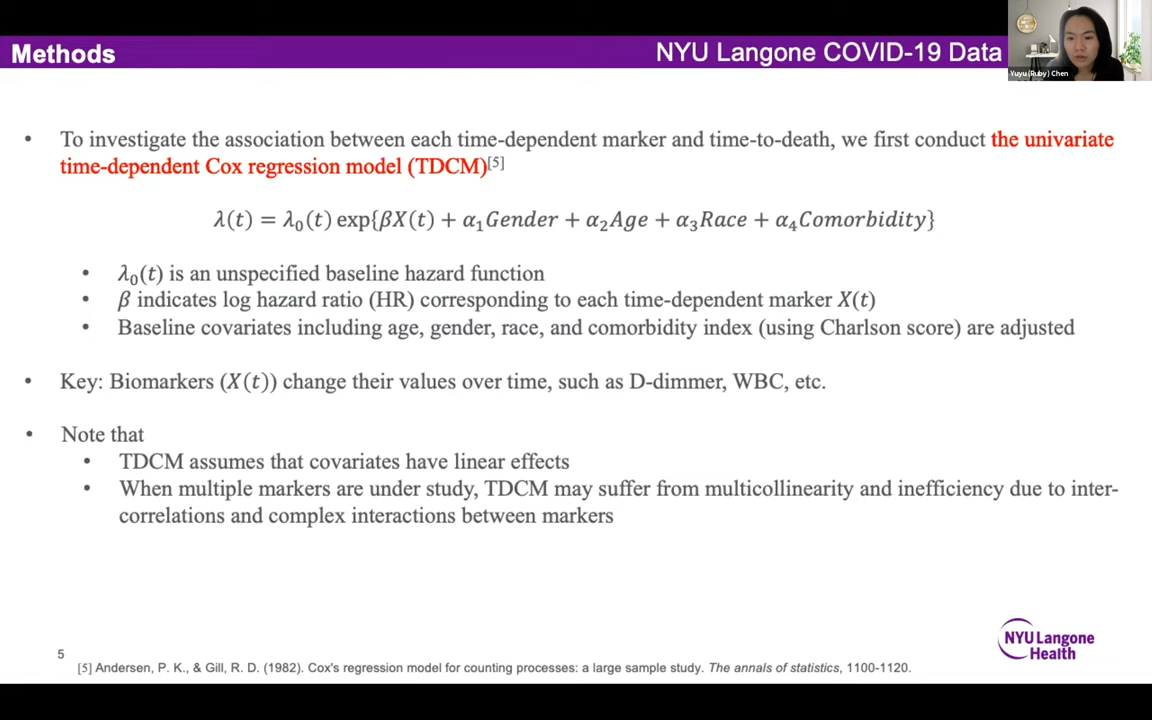 Methods
NYU Langone COVID-19 Data
Yuyu (Ruby) Chen
• To investigate the association between each time-dependent marker and time-to-death, we first conduct the univariate
time-dependent Cox regression model (TDCM)[5]
λ(t) = λ₀(t) exp{βX(t) + α₁Gender + α₂Age + α₃Race + α₄Comorbidity}
• λ₀(t) is an unspecified baseline hazard function
• β indicates log hazard ratio (HR) corresponding to each time-dependent marker X(t)
• Baseline covariates including age, gender, race, and comorbidity index (using Charlson score) are adjusted
• Key: Biomarkers (X(t)) change their values over time, such as D-dimmer, WBC, etc.
• Note that
• TDCM assumes that covariates have linear effects
• When multiple markers are under study, TDCM may suffer from multicollinearity and inefficiency due to inter-
correlations and complex interactions between markers
NYU Langone
Health
5
[5] Andersen, P. K., & Gill, R. D. (1982). Cox's regression model for counting processes: a large sample study. The annals of statistics, 1100-1120.